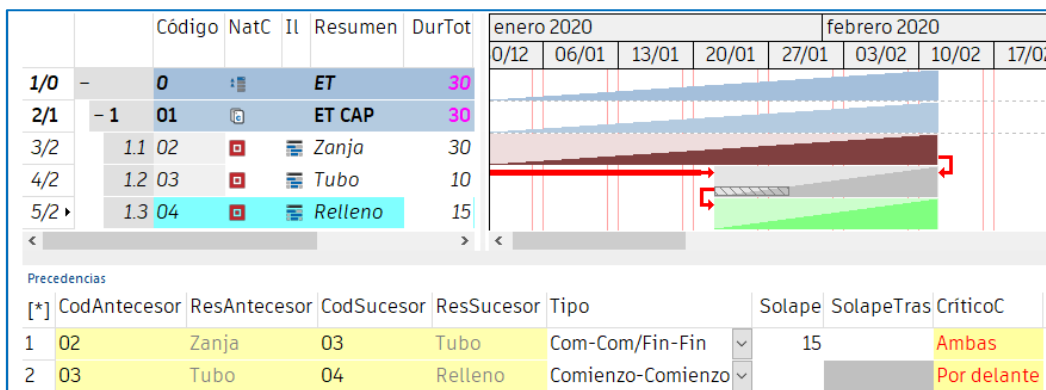 Código NatC Il Resumen DurTot enero 2020 febrero 2020
0/12 06/01 13/01 20/01 27/01 03/02 10/02 17/02
1/0 − 0 ET 30
2/1 − 1 01 ET CAP 30
3/2 1.1 02 Zanja 30
4/2 1.2 03 Tubo 10
5/2 1.3 04 Relleno 15
Precedencias
[*] CodAntecesor ResAntecesor CodSucesor ResSucesor Tipo Solape SolapeTras CríticoC
1 02 Zanja 03 Tubo Com-Com/Fin-Fin 15 Ambas
2 03 Tubo 04 Relleno Comienzo-Comienzo Por delante